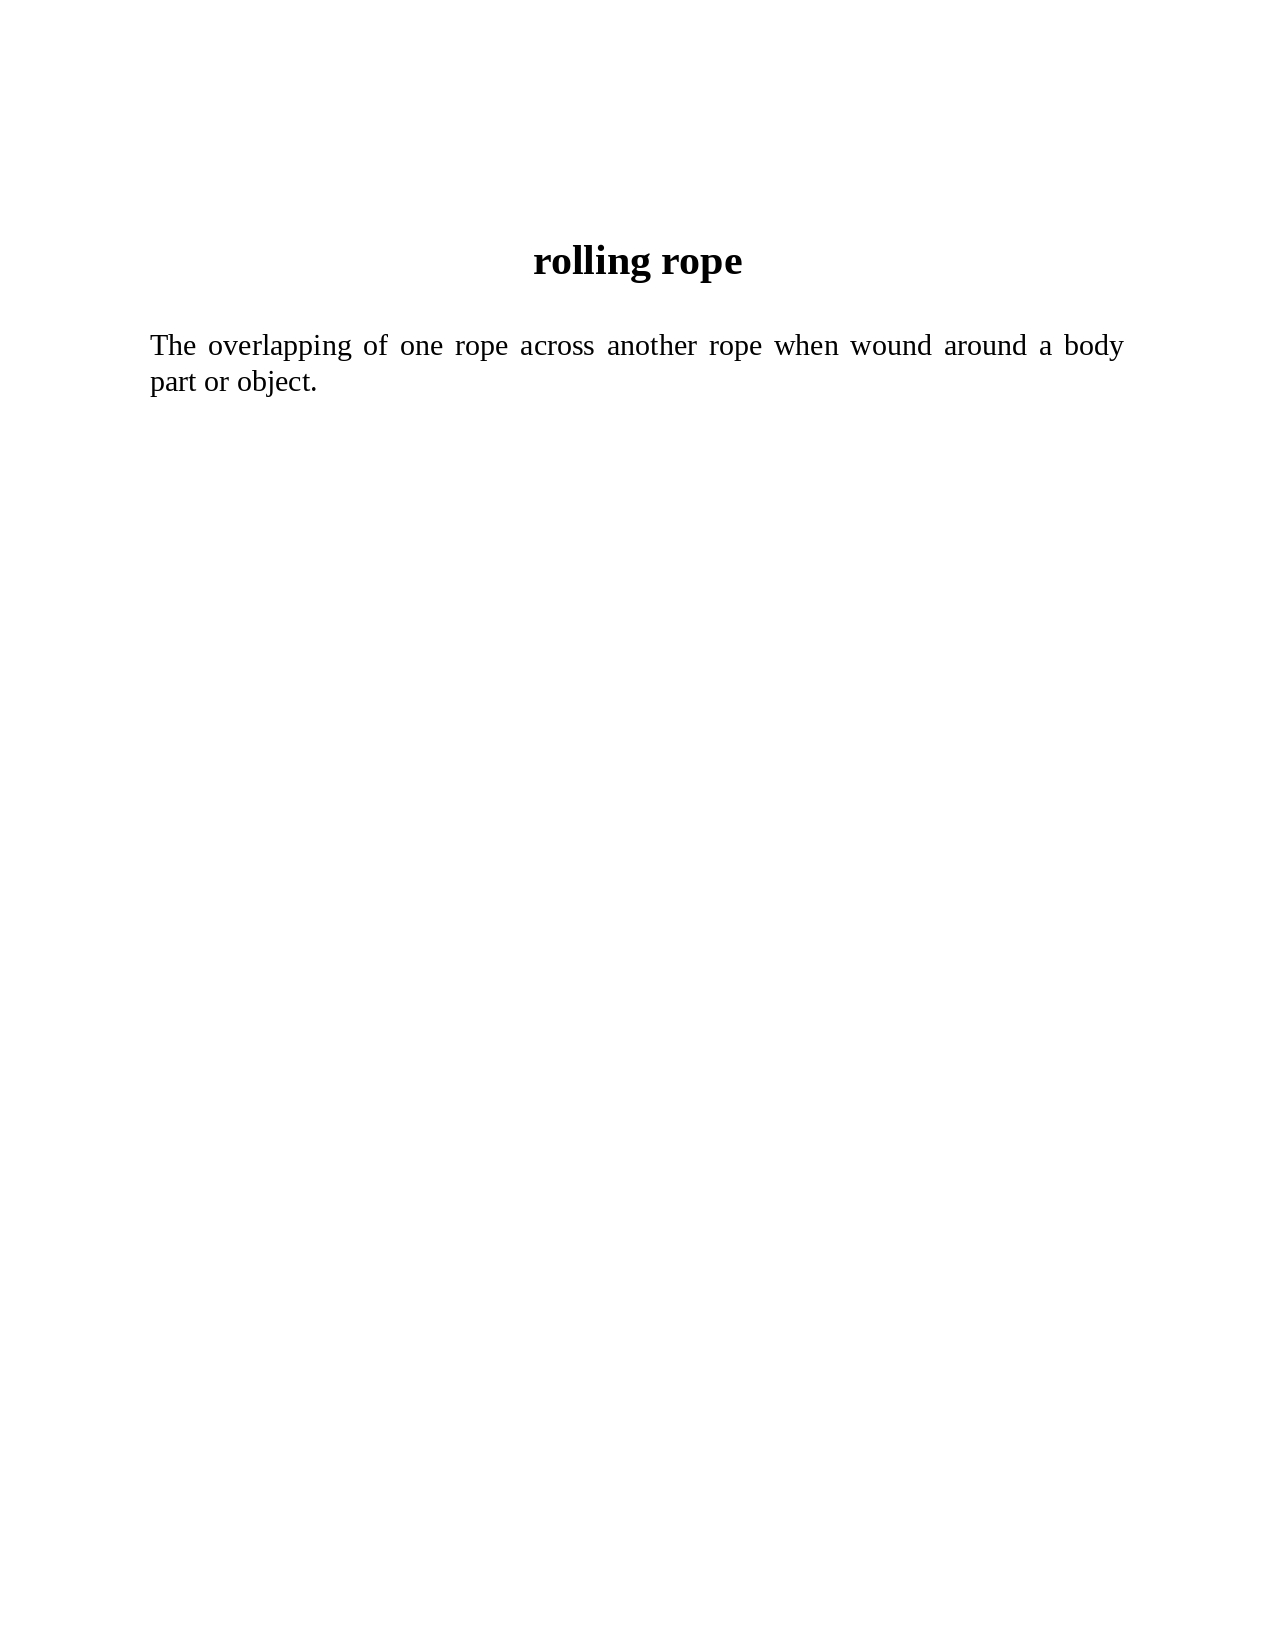 rolling rope
The overlapping of one rope across another rope when wound around a body
part or object.